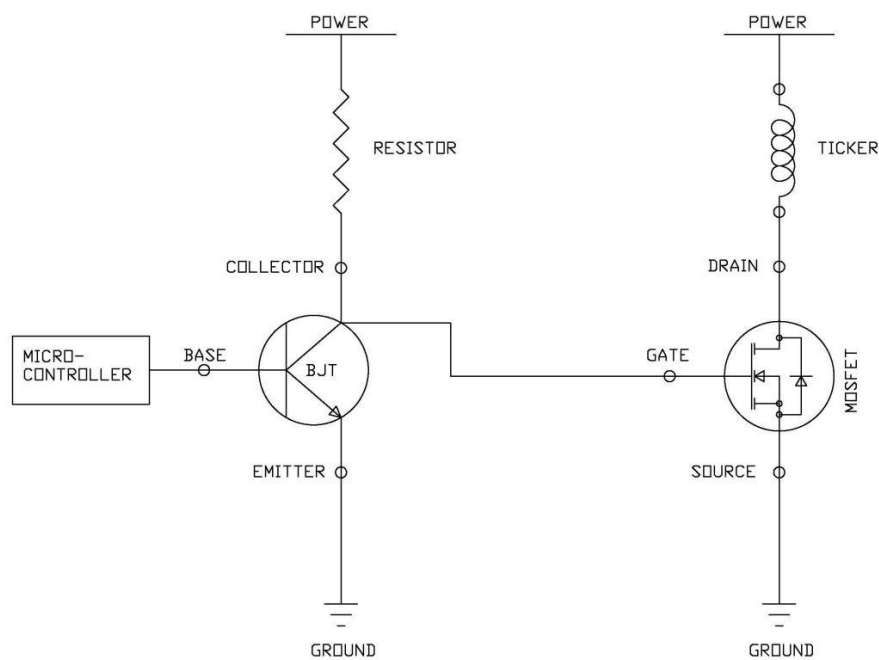 POWER
POWER
RESISTOR
TICKER
COLLECTOR
DRAIN
MICRO-
CONTROLLER
BASE
BJT
GATE
MOSFET
EMITTER
SOURCE
GROUND
GROUND